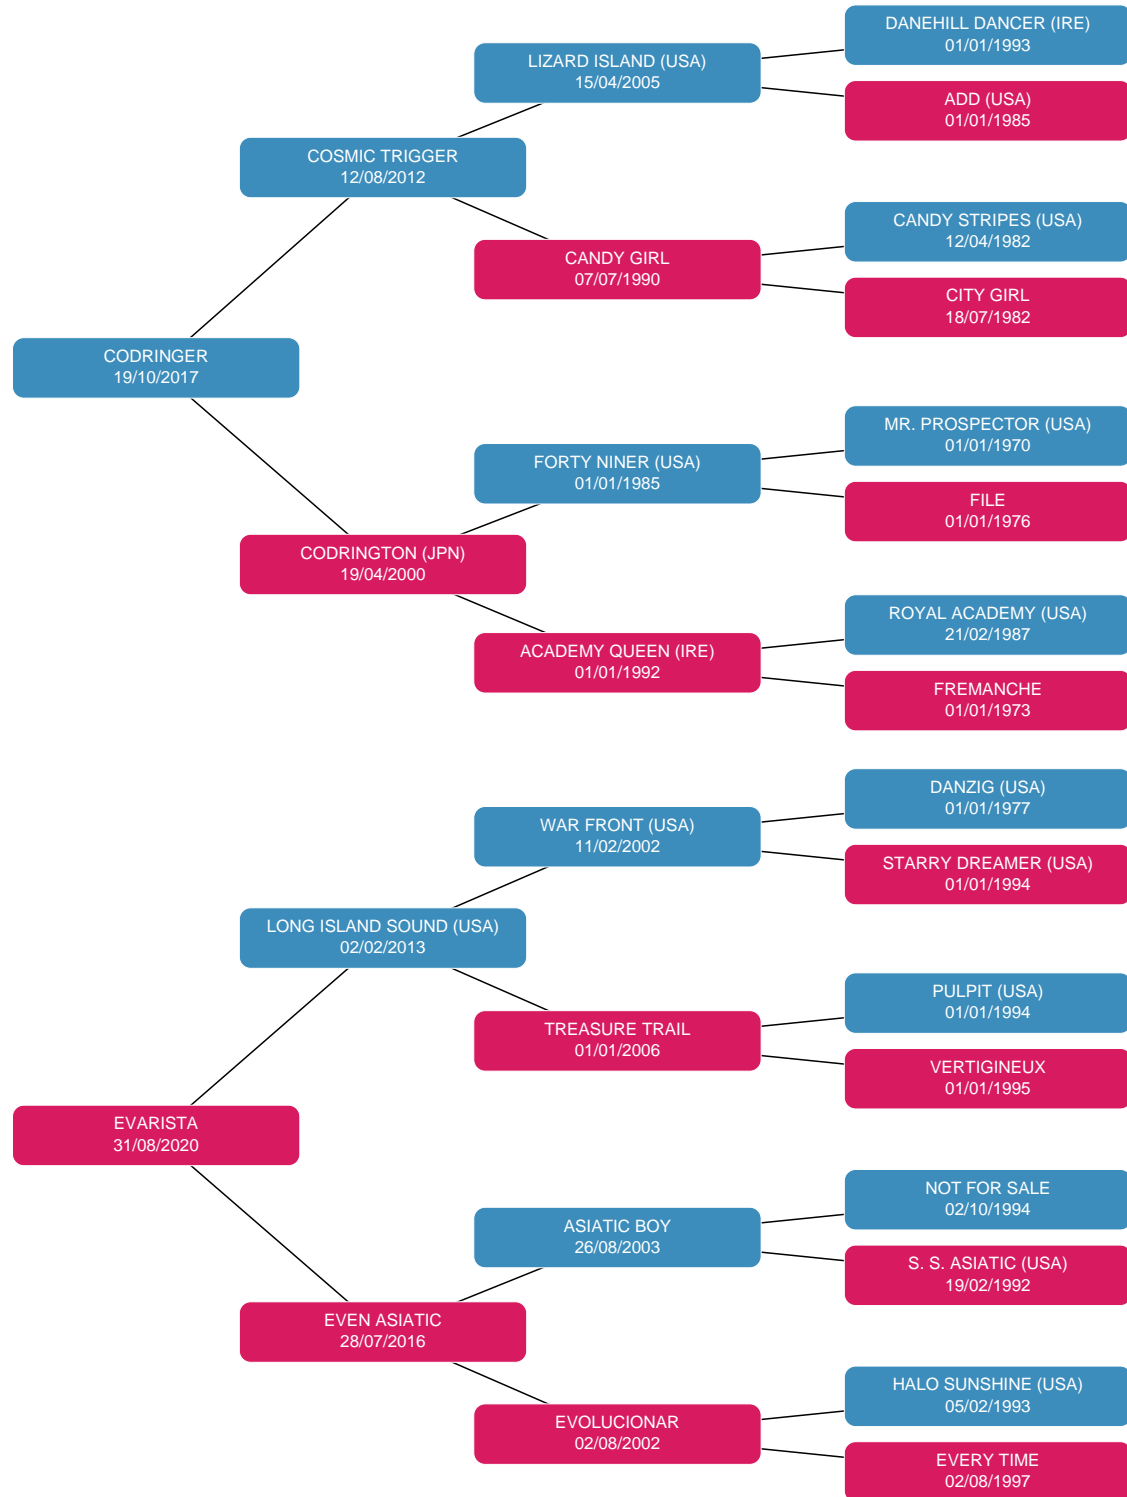 DANEHILL DANCER (IRE)
01/01/1993
LIZARD ISLAND (USA)
15/04/2005
ADD (USA)
01/01/1985
COSMIC TRIGGER
12/08/2012
CANDY STRIPES (USA)
12/04/1982
CANDY GIRL
07/07/1990
CITY GIRL
18/07/1982
CODRINGER
19/10/2017
MR. PROSPECTOR (USA)
01/01/1970
FORTY NINER (USA)
01/01/1985
FILE
01/01/1976
CODRINGTON (JPN)
19/04/2000
ROYAL ACADEMY (USA)
21/02/1987
ACADEMY QUEEN (IRE)
01/01/1992
FREMANCHE
01/01/1973
DANZIG (USA)
01/01/1977
WAR FRONT (USA)
11/02/2002
STARRY DREAMER (USA)
01/01/1994
LONG ISLAND SOUND (USA)
02/02/2013
PULPIT (USA)
01/01/1994
TREASURE TRAIL
01/01/2006
VERTIGINEUX
01/01/1995
EVARISTA
31/08/2020
NOT FOR SALE
02/10/1994
ASIATIC BOY
26/08/2003
S. S. ASIATIC (USA)
19/02/1992
EVEN ASIATIC
28/07/2016
HALO SUNSHINE (USA)
05/02/1993
EVOLUCIONAR
02/08/2002
EVERY TIME
02/08/1997